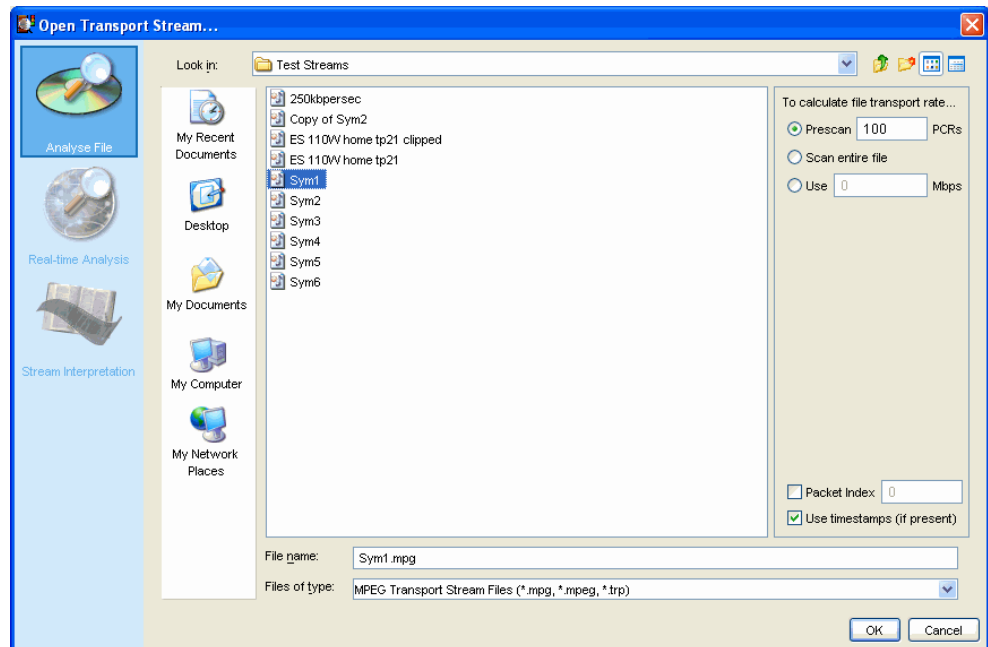 Open Transport Stream...
Analyse File
Real-time Analysis
Stream Interpretation
Look in:
Test Streams
My Recent
Documents
Desktop
My Documents
My Computer
My Network
Places
250kbpersec
Copy of Sym2
ES 110W home tp21 clipped
ES 110W home tp21
Sym1
Sym2
Sym3
Sym4
Sym5
Sym6
To calculate file transport rate...
Prescan 100 PCRs
Scan entire file
Use 0 Mbps
Packet Index 0
Use timestamps (if present)
File name: Sym1.mpg
Files of type: MPEG Transport Stream Files (*.mpg, *.mpeg, *.trp)
OK Cancel